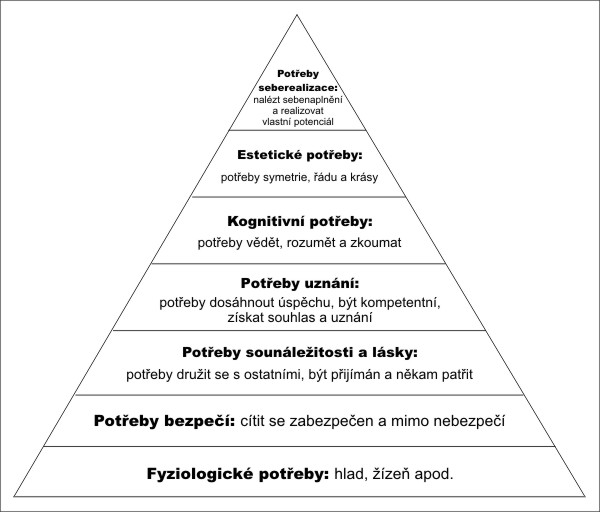 Potřeby
seberealizace:
nalézt sebenaplnění
a realizovat
vlastní potenciál
Estetické potřeby:
potřeby symetrie, řádu a krásy
Kognitivní potřeby:
potřeby vědět, rozumět a zkoumat
Potřeby uznání:
potřeby dosáhnout úspěchu, být kompetentní,
získat souhlas a uznání
Potřeby sounáležitosti a lásky:
potřeby družit se s ostatními, být přijímán a někam patřit
Potřeby bezpečí: cítit se zabezpečen a mimo nebezpečí
Fyziologické potřeby: hlad, žízeň apod.